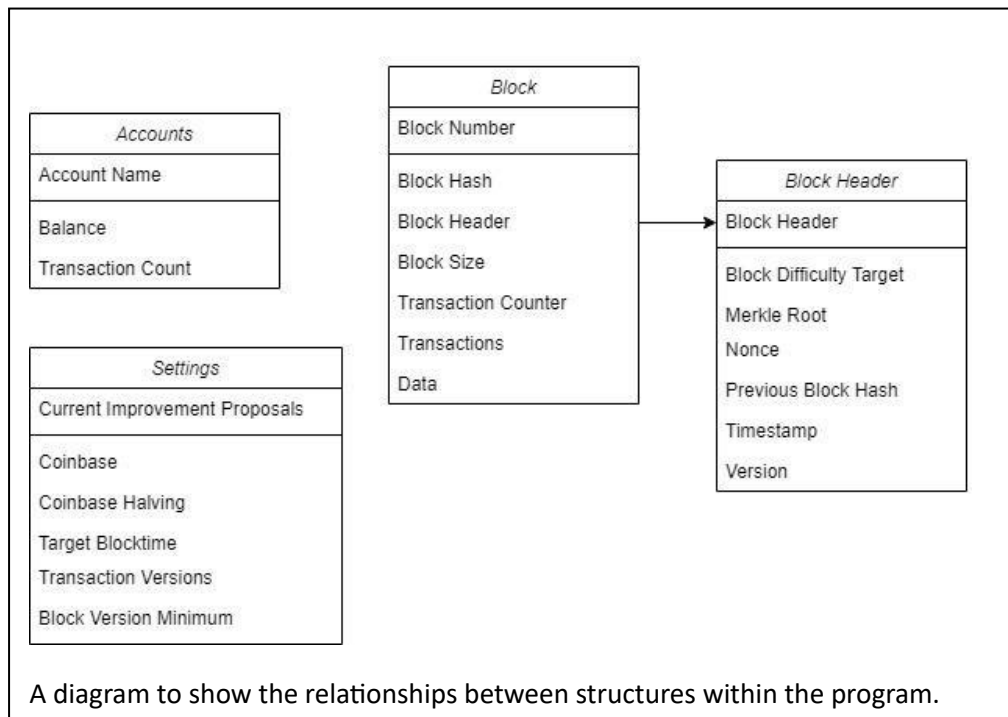 Accounts
Account Name
Balance
Transaction Count
Settings
Current Improvement Proposals
Coinbase
Coinbase Halving
Target Blocktime
Transaction Versions
Block Version Minimum
Block
Block Number
Block Hash
Block Header
Block Size
Transaction Counter
Transactions
Data
Block Header
Block Header
Block Difficulty Target
Merkle Root
Nonce
Previous Block Hash
Timestamp
Version
A diagram to show the relationships between structures within the program.